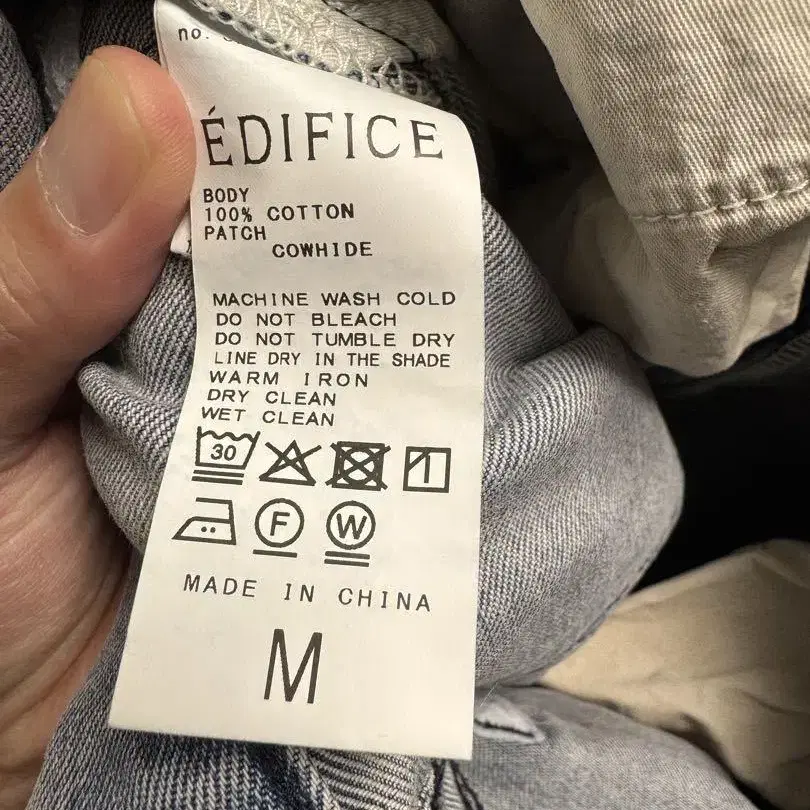 no.
ÉDIFICE
BODY
100% COTTON
PATCH
COWHIDE
MACHINE WASH COLD
DO NOT BLEACH
DO NOT TUMBLE DRY
LINE DRY IN THE SHADE
WARM IRON
DRY CLEAN
WET CLEAN
30
F W
MADE IN CHINA
M